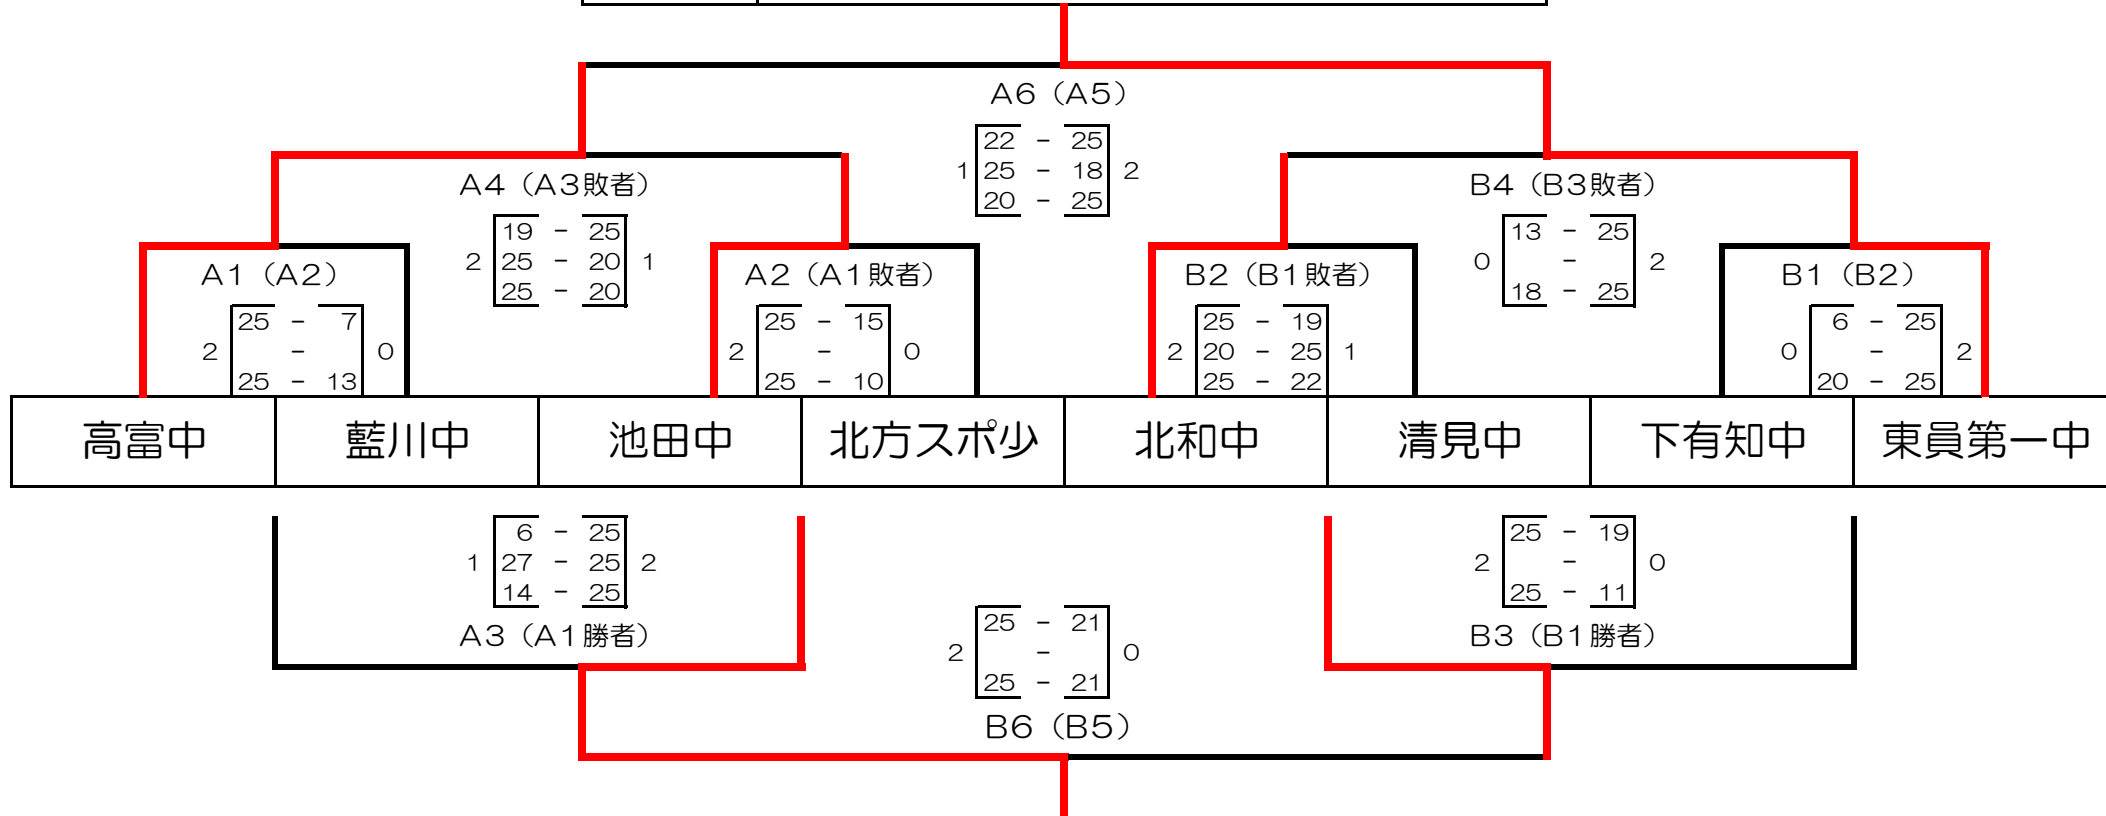 A6（A5）
22 - 25
1 25 - 18 2
20 - 25
A4（A3敗者）
19 - 25
2 25 - 20 1
25 - 20
B4（B3敗者）
13 - 25
0 - 2
18 - 25
A1（A2）
25 - 7
2 - 0
25 - 13
A2（A1敗者）
25 - 15
2 - 0
25 - 10
B2（B1敗者）
25 - 19
2 20 - 25 1
25 - 22
B1（B2）
6 - 25
0 - 2
20 - 25
高富中 藍川中 池田中 北方スポ少 北和中 清見中 下有知中 東員第一中
6 - 25
1 27 - 25 2
14 - 25
A3（A1勝者）
25 - 19
2 - 0
25 - 11
B3（B1勝者）
25 - 21
2 - 0
25 - 21
B6（B5）